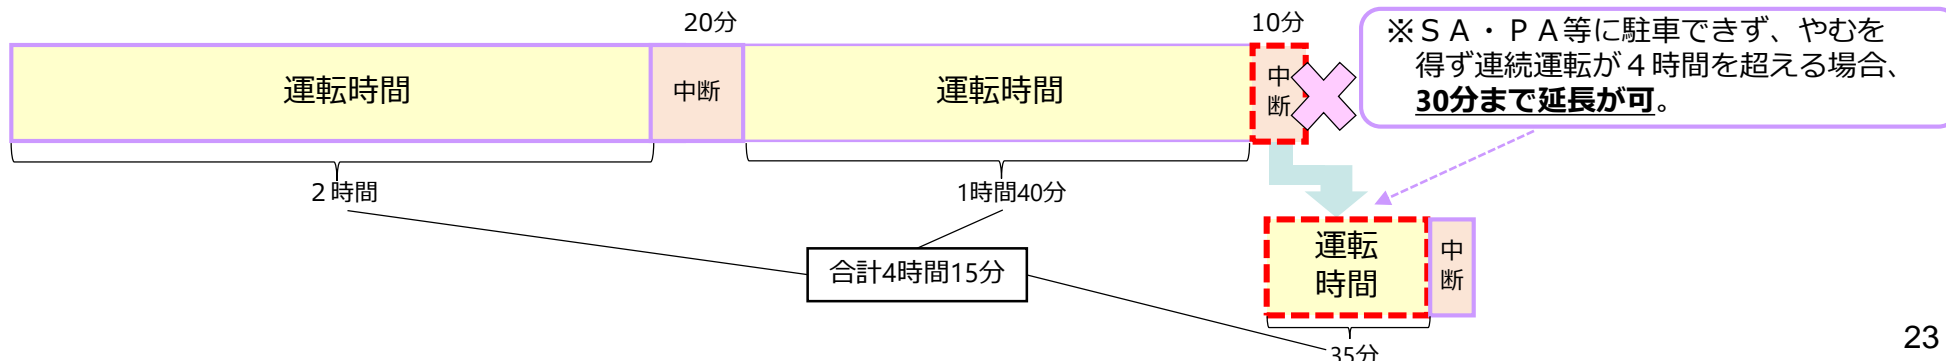 20分
10分
運転時間
中断
運転時間
中
断
※ＳＡ・ＰＡ等に駐車できず、やむを
得ず連続運転が４時間を超える場合、
30分まで延長が可。
２時間
1時間40分
合計4時間15分
運転
時間
中
断
35分
23